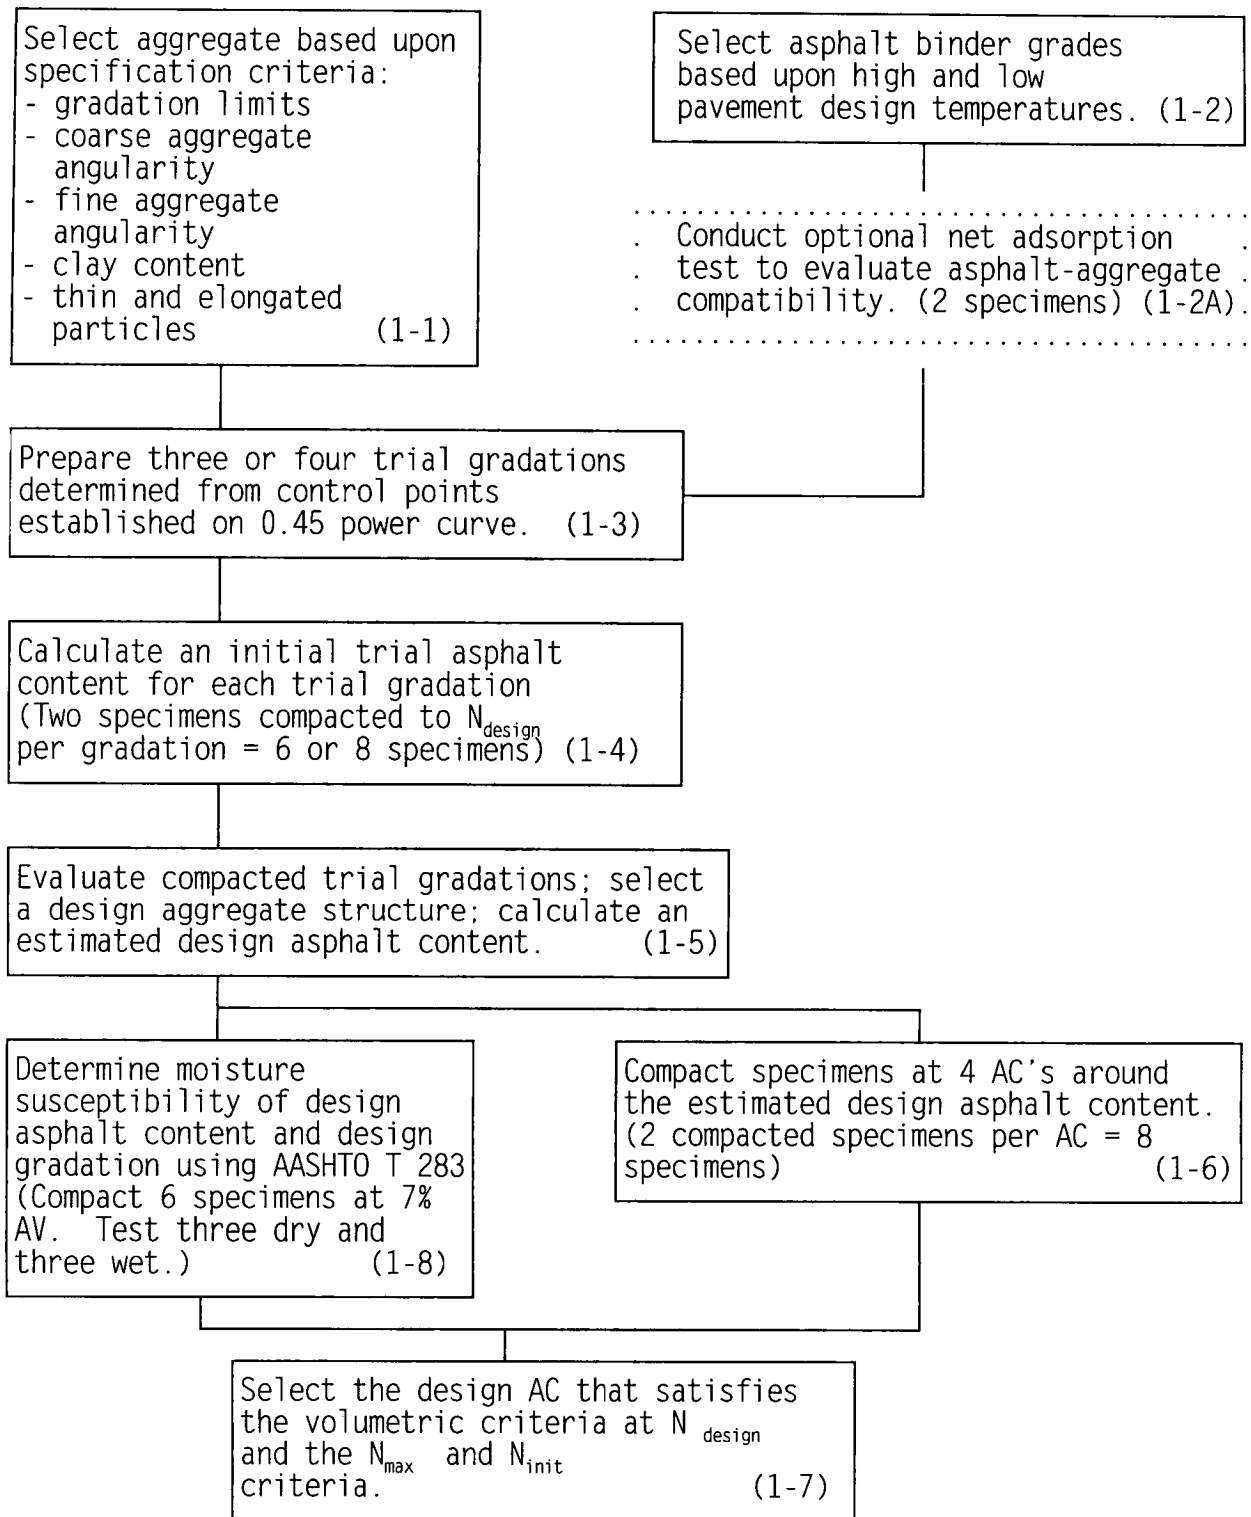 Select aggregate based upon
specification criteria:
- gradation limits
- coarse aggregate
angularity
- fine aggregate
angularity
- clay content
- thin and elongated
particles (1-1)
Select asphalt binder grades
based upon high and low
pavement design temperatures. (1-2)
Conduct optional net adsorption
test to evaluate asphalt-aggregate
compatibility. (2 specimens) (1-2A)
Prepare three or four trial gradations
determined from control points
established on 0.45 power curve. (1-3)
Calculate an initial trial asphalt
content for each trial gradation
(Two specimens compacted to Ndesign
per gradation = 6 or 8 specimens) (1-4)
Evaluate compacted trial gradations; select
a design aggregate structure; calculate an
estimated design asphalt content. (1-5)
Determine moisture
susceptibility of design
asphalt content and design
gradation using AASHTO T 283
(Compact 6 specimens at 7%
AV. Test three dry and
three wet.) (1-8)
Compact specimens at 4 AC's around
the estimated design asphalt content.
(2 compacted specimens per AC = 8
specimens) (1-6)
Select the design AC that satisfies
the volumetric criteria at N design
and the Nmax and Ninit
criteria. (1-7)